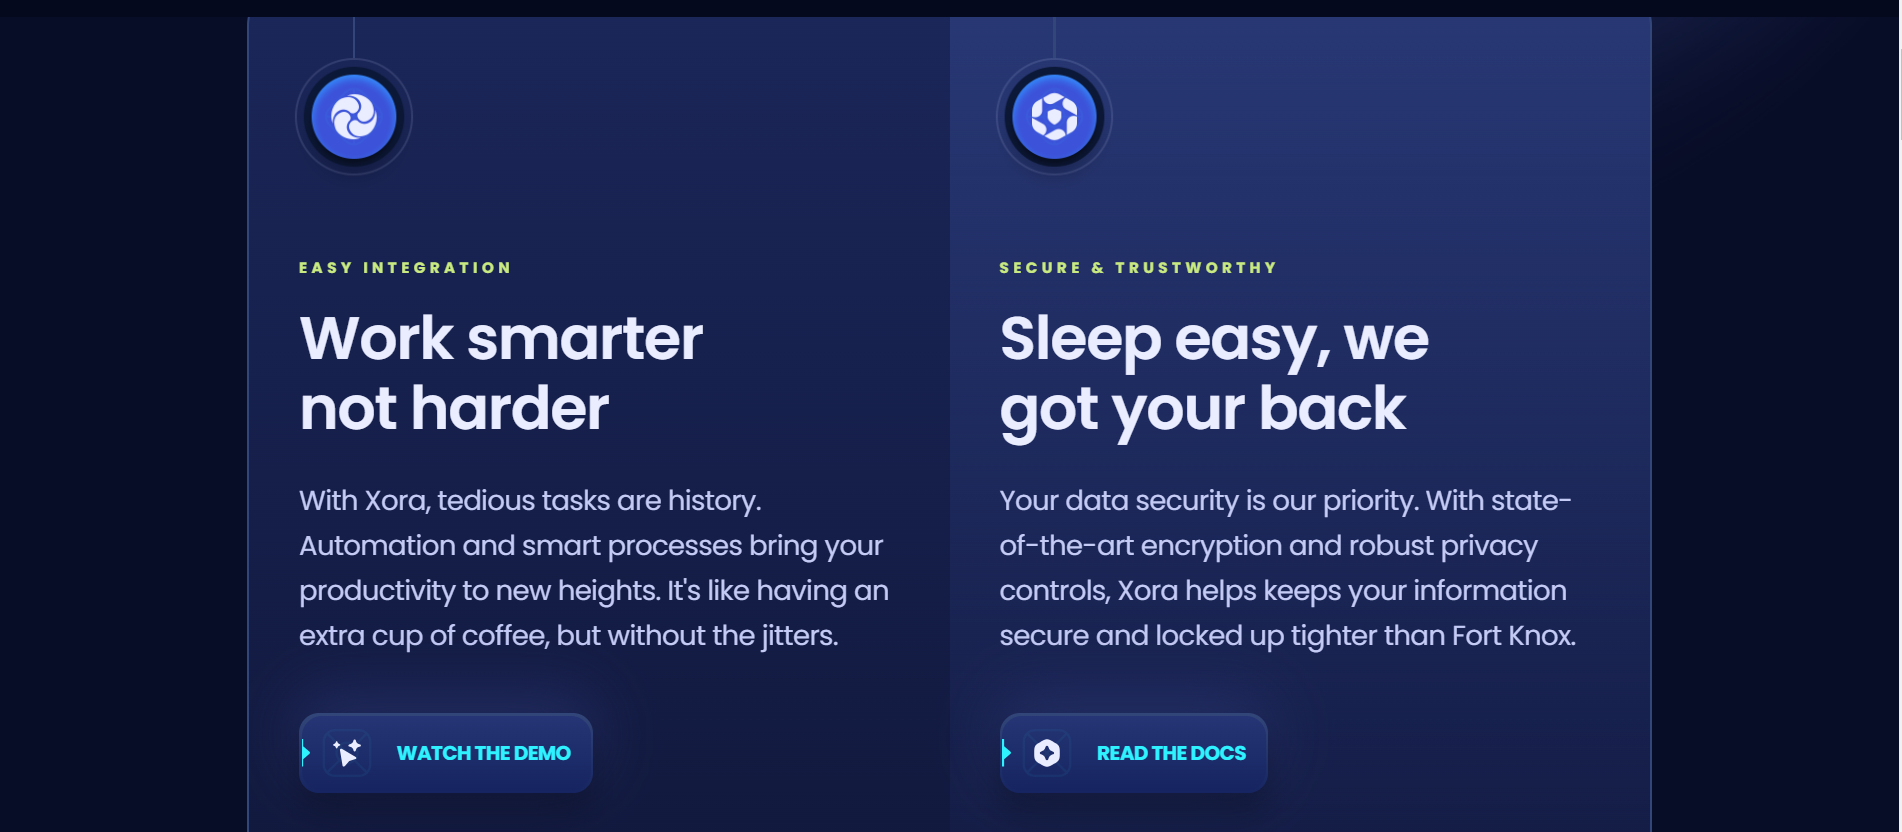 EASY INTEGRATION
Work smarter
not harder
With Xora, tedious tasks are history.
Automation and smart processes bring your
productivity to new heights. It's like having an
extra cup of coffee, but without the jitters.
WATCH THE DEMO
SECURE & TRUSTWORTHY
Sleep easy, we
got your back
Your data security is our priority. With state-
of-the-art encryption and robust privacy
controls, Xora helps keeps your information
secure and locked up tighter than Fort Knox.
READ THE DOCS